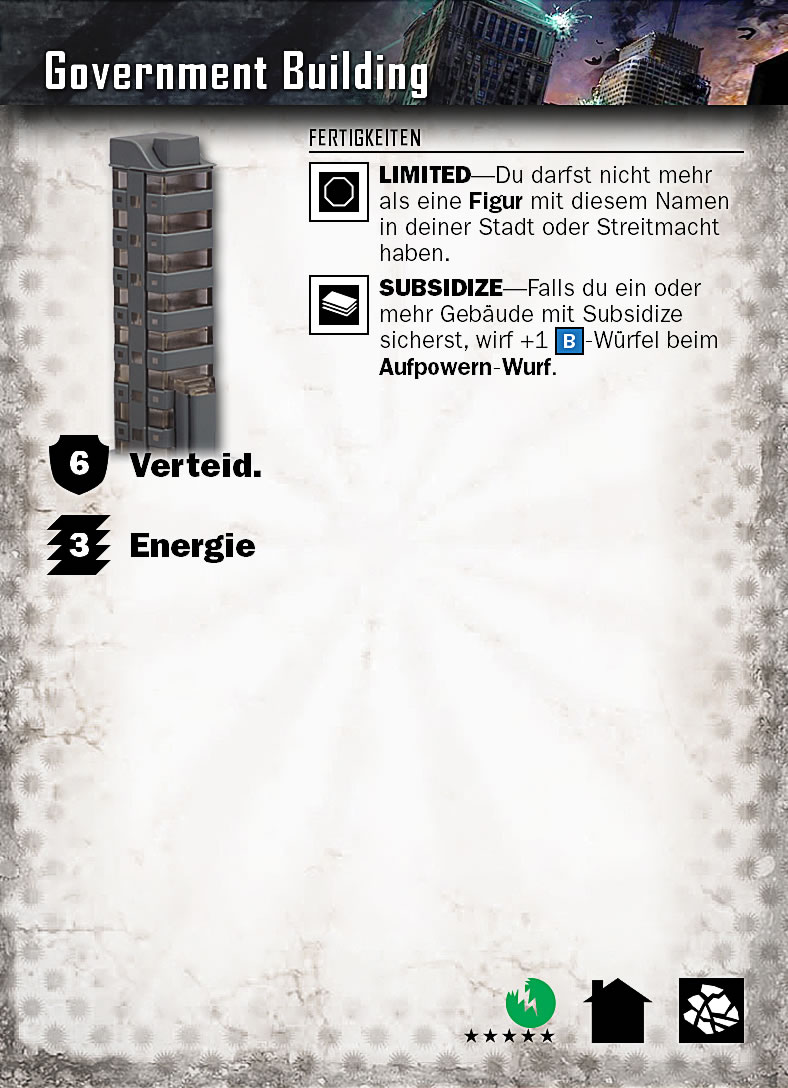 Government Building
FERTIGKEITEN
LIMITED—Du darfst nicht mehr
als eine Figur mit diesem Namen
in deiner Stadt oder Streitmacht
haben.
SUBSIDIZE—Falls du ein oder
mehr Gebäude mit Subsidize
sicherst, wirf +1 B-Würfel beim
Aufpowern-Wurf.
6 Verteid.
3 Energie